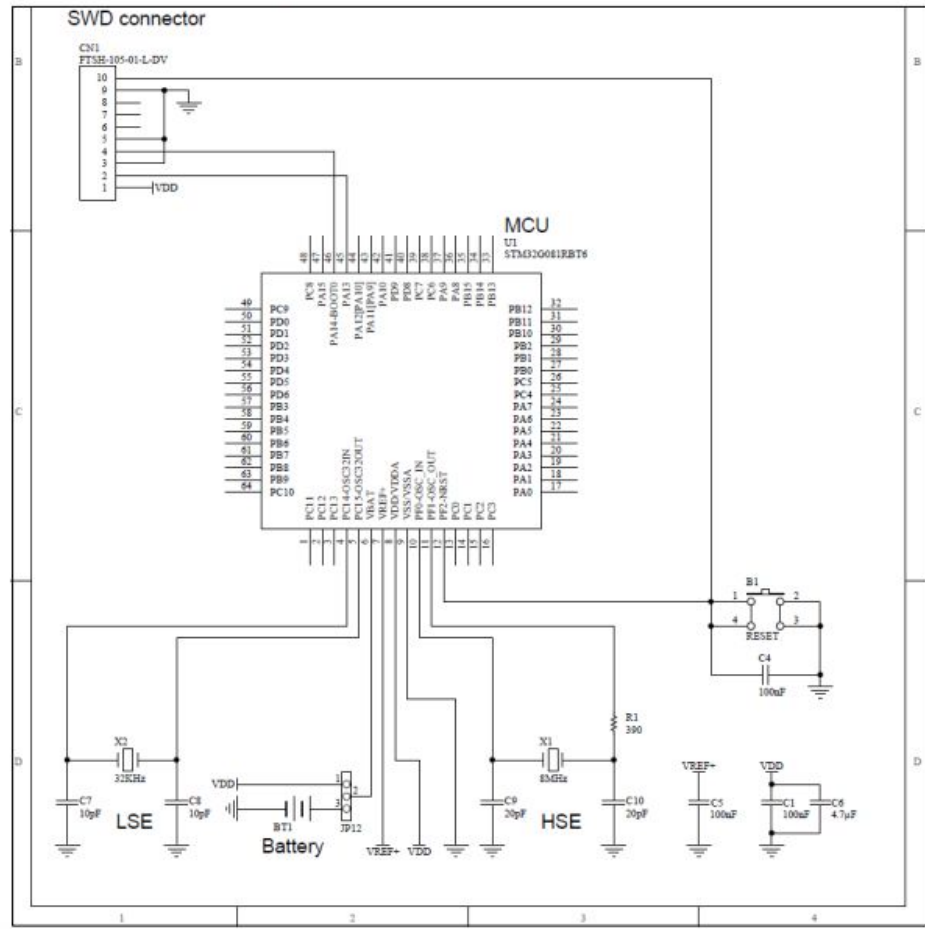 SWD connector
CN1
FTSH-105-01-L-DV
10
9
8
7
6
5
4
3
2
1
VDD
B
B
MCU
U1
STM32G081RBT6
48
47
46
45
44
43
42
41
40
39
38
37
36
35
34
33
PC8
PA15
PA14-BOOT0
PA13
PA12[PA10]
PA11[PA9]
PA10
PD9
PD8
PC7
PC6
PA9
PA8
PB15
PB14
PB13
49 PC9
50 PD0
51 PD1
52 PD2
53 PD3
54 PD4
55 PD5
56 PD6
57 PB3
58 PB4
59 PB5
60 PB6
61 PB7
62 PB8
63 PB9
64 PC10
PB12 32
PB11 31
PB10 30
PB2 29
PB1 28
PB0 27
PC5 26
PC4 25
PA7 24
PA6 23
PA5 22
PA4 21
PA3 20
PA2 19
PA1 18
PA0 17
C
C
PC11
PC12
PC13
PC14-OSC32IN
PC15-OSC32OUT
VBAT
VREF+
VDD/VDDA
VSS/VSSA
PF0-OSC_IN
PF1-OSC_OUT
PF2-NRST
PC0
PC1
PC2
PC3
1
2
3
4
5
6
7
8
9
10
11
12
13
14
15
16
B1
1 2
4 3
RESET
C4
100nF
R1
390
X2
32KHz
C7
10pF
LSE
C8
10pF
VDD
1
2
3
BT1
JP12
Battery
VREF+
VDD
X1
8MHz
C9
20pF
HSE
C10
20pF
VREF+
C5
100nF
VDD
C1
100nF
C6
4.7µF
D
D
1
2
3
4